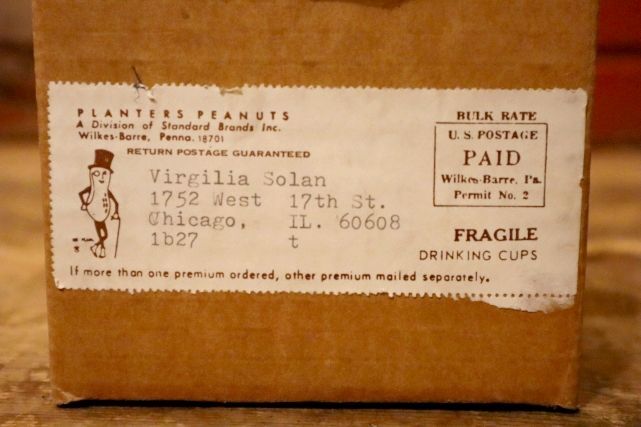 PLANTERS PEANUTS
A Division of Standard Brands Inc.
Wilkes-Barre, Penna. 18701
RETURN POSTAGE GUARANTEED
Virgilia Solan
1752 West 17th St.
Chicago, IL. 60608
1b27 t
BULK RATE
U.S. POSTAGE
PAID
Wilkes-Barre, Pa.
Permit No. 2
FRAGILE
DRINKING CUPS
If more than one premium ordered, other premium mailed separately.